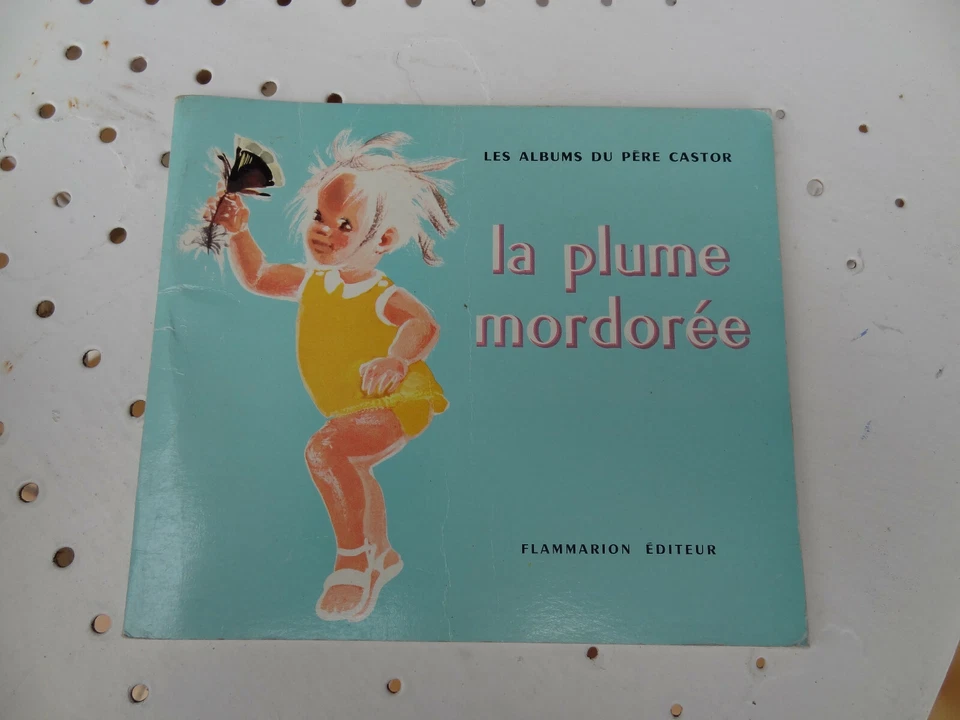 LES ALBUMS DU PÈRE CASTOR
la plume
mordorée
FLAMMARION ÉDITEUR